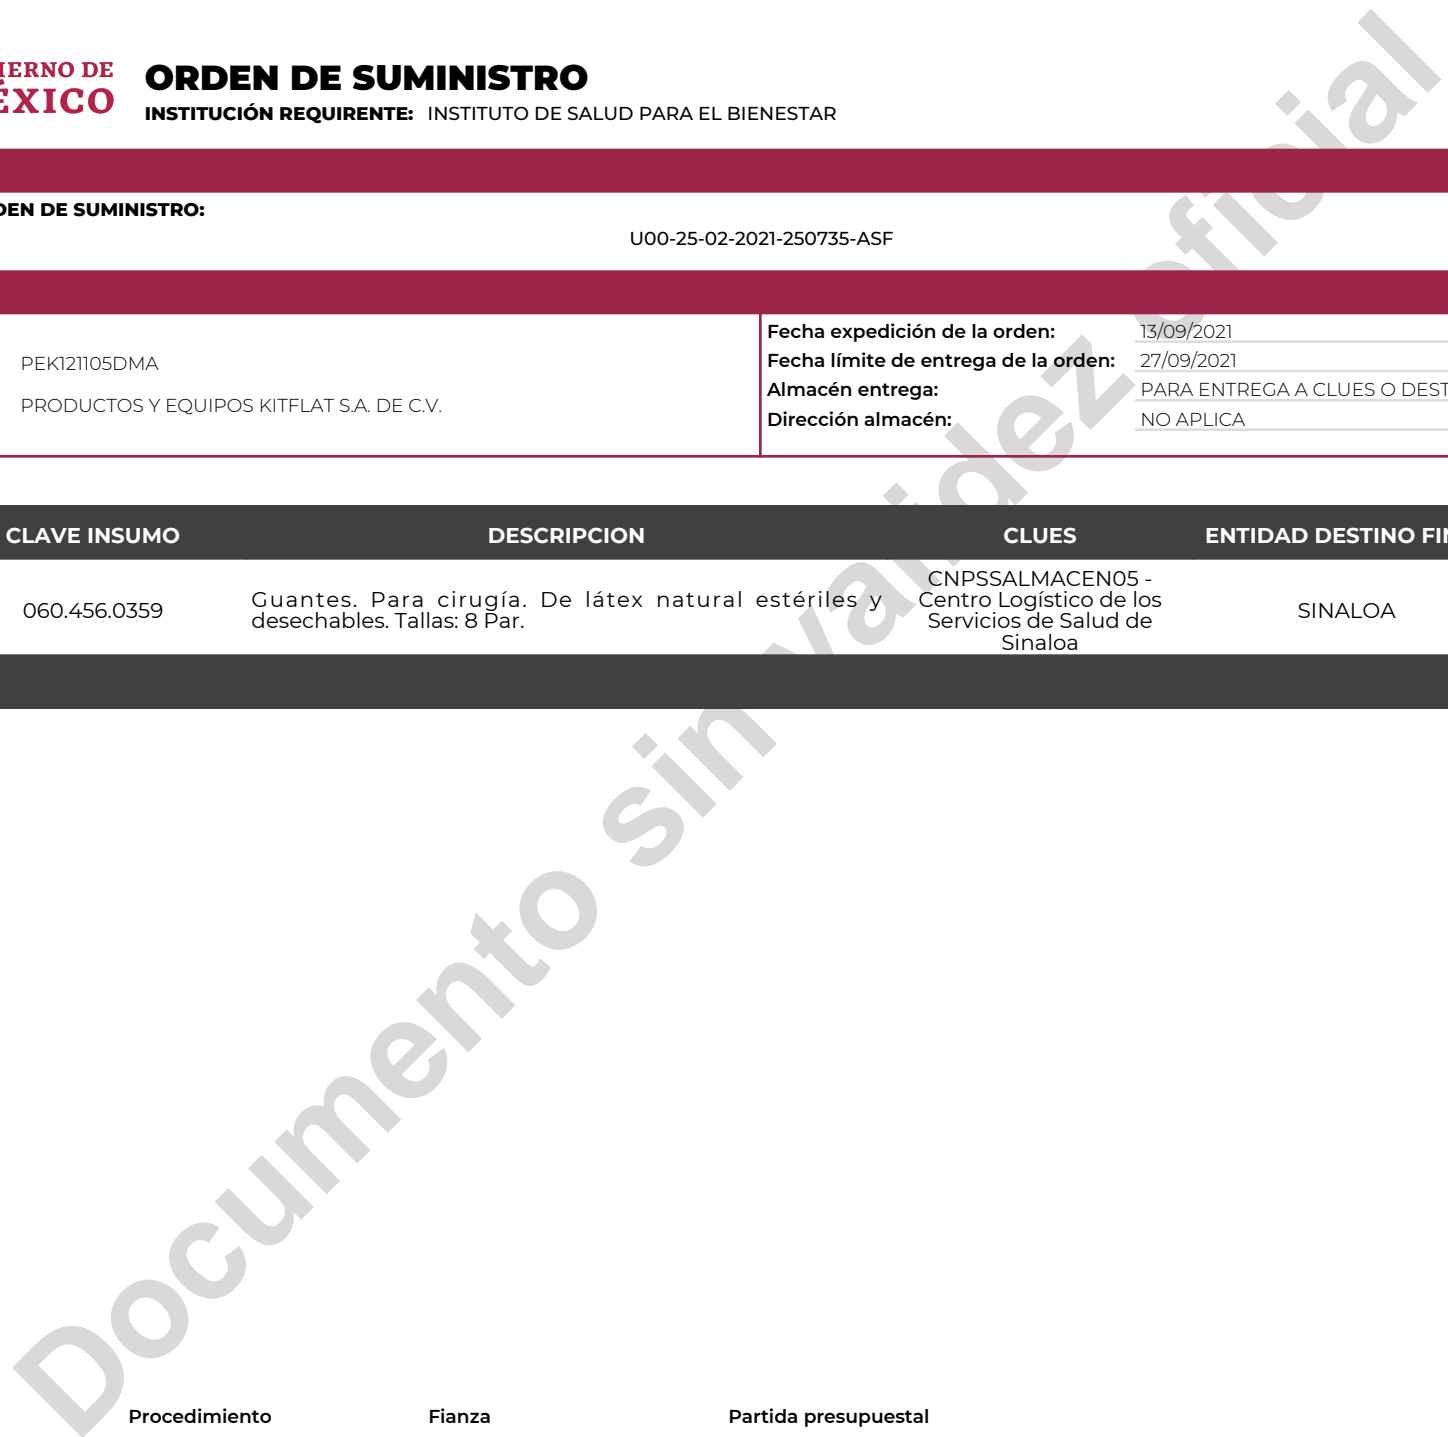 IERNO DE
ÉXICO
ORDEN DE SUMINISTRO
INSTITUCIÓN REQUIRENTE: INSTITUTO DE SALUD PARA EL BIENESTAR
DEN DE SUMINISTRO:
U00-25-02-2021-250735-ASF
PEK121105DMA
PRODUCTOS Y EQUIPOS KITFLAT S.A. DE C.V.
Fecha expedición de la orden: 13/09/2021
Fecha límite de entrega de la orden: 27/09/2021
Almacén entrega: PARA ENTREGA A CLUES O DEST
Dirección almacén: NO APLICA
CLAVE INSUMO DESCRIPCION CLUES ENTIDAD DESTINO FIN
060.456.0359
Guantes. Para cirugía. De látex natural estériles y
desechables. Tallas: 8 Par.
CNPSSALMACEN05 -
Centro Logístico de los
Servicios de Salud de
Sinaloa
SINALOA
Documento sin validez oficial
Procedimiento Fianza Partida presupuestal